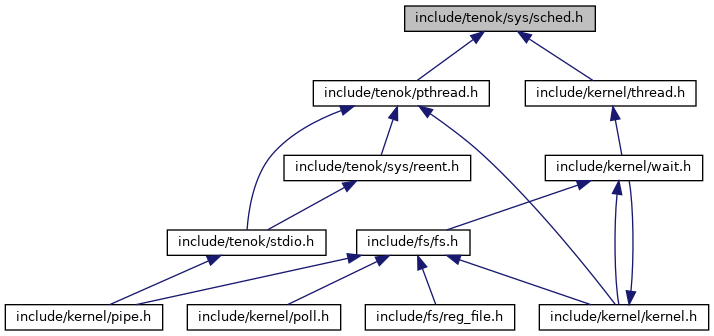 include/tenok/sys/sched.h
include/tenok/pthread.h
include/kernel/thread.h
include/tenok/sys/reent.h
include/kernel/wait.h
include/tenok/stdio.h
include/fs/fs.h
include/kernel/pipe.h
include/kernel/poll.h
include/fs/reg_file.h
include/kernel/kernel.h